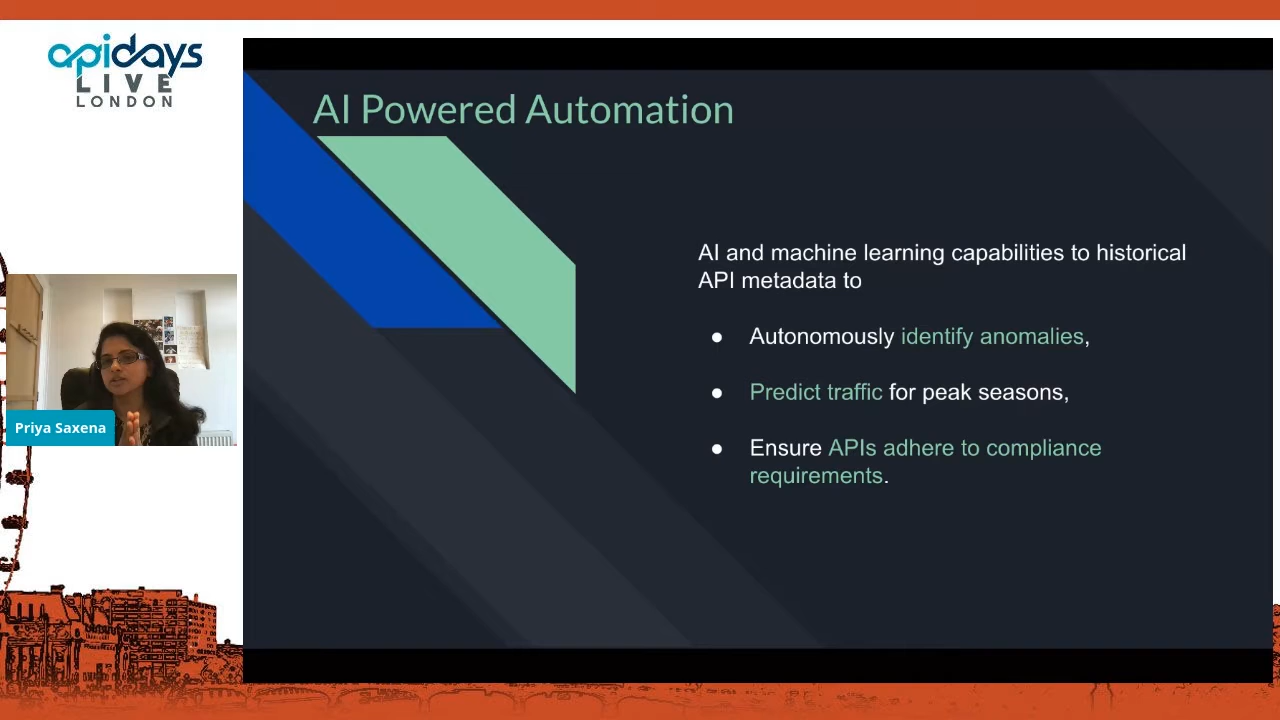 apidays
LIVE
LONDON
AI Powered Automation
AI and machine learning capabilities to historical
API metadata to
● Autonomously identify anomalies,
● Predict traffic for peak seasons,
● Ensure APIs adhere to compliance
requirements.
Priya Saxena